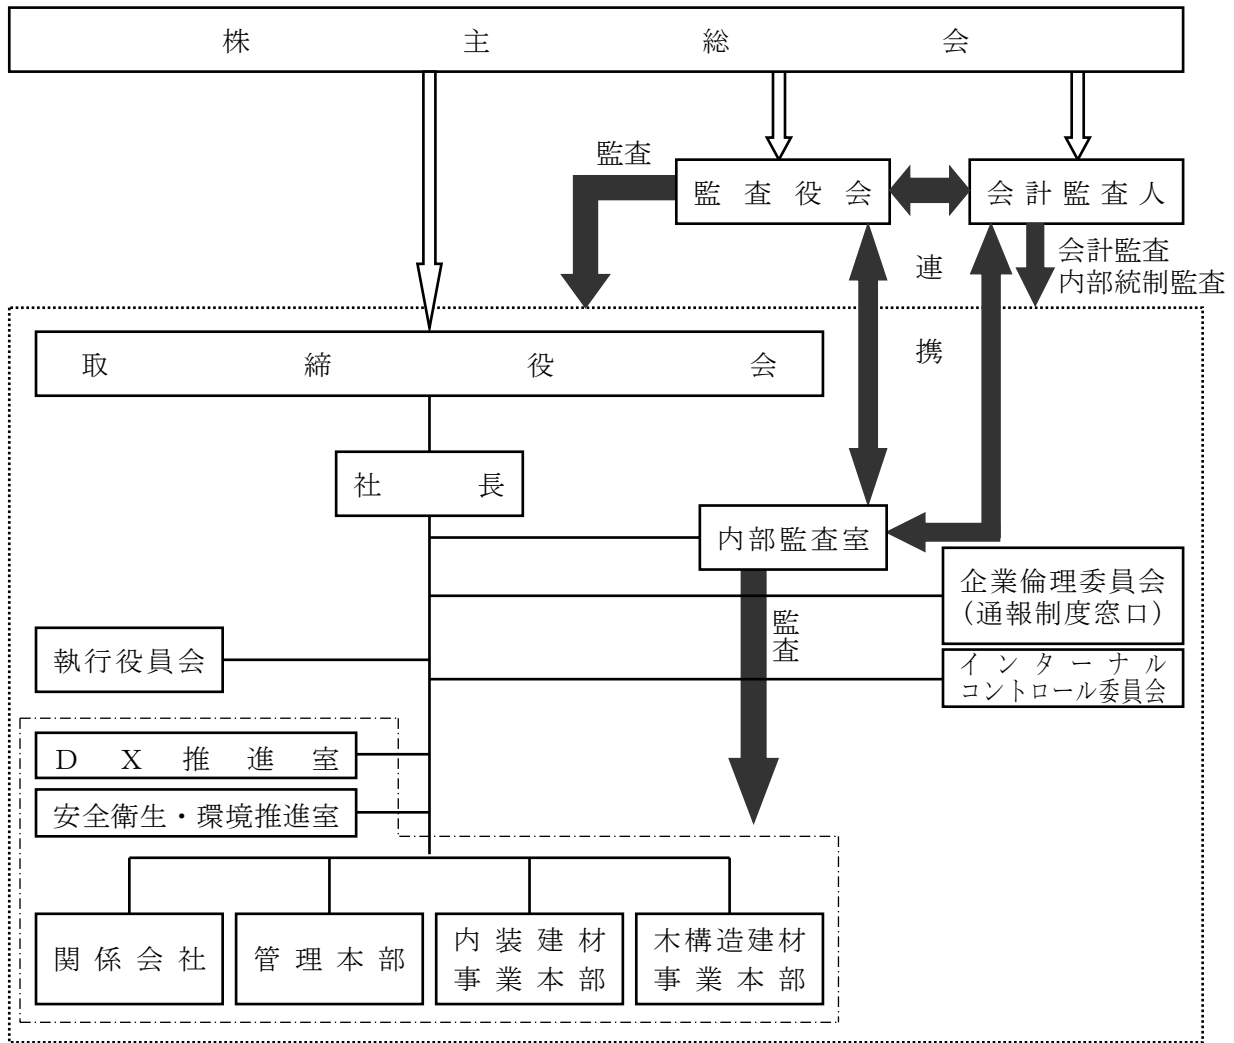 株主総会
監査
監査役会
会計監査人
連携
会計監査
内部統制監査
取締役会
社長
内部監査室
企業倫理委員会
（通報制度窓口）
監査
執行役員会
インターナル
コントロール委員会
DX推進室
安全衛生・環境推進室
関係会社
管理本部
内装建材
事業本部
木構造建材
事業本部